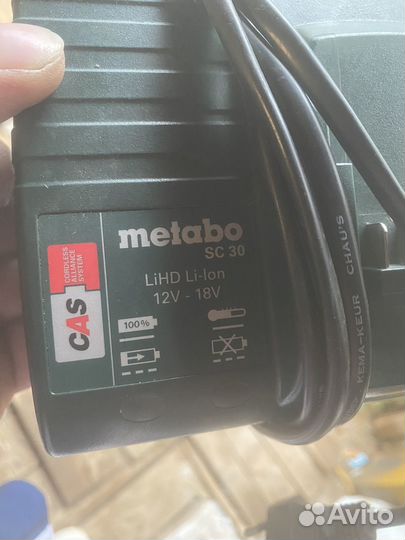 metabo
SC 30
LiHD Li-Ion
12V - 18V
CAS
CORDLESS
ALLIANCE
SYSTEM
100%
KEMA-KEUR CHAU'S
Avito